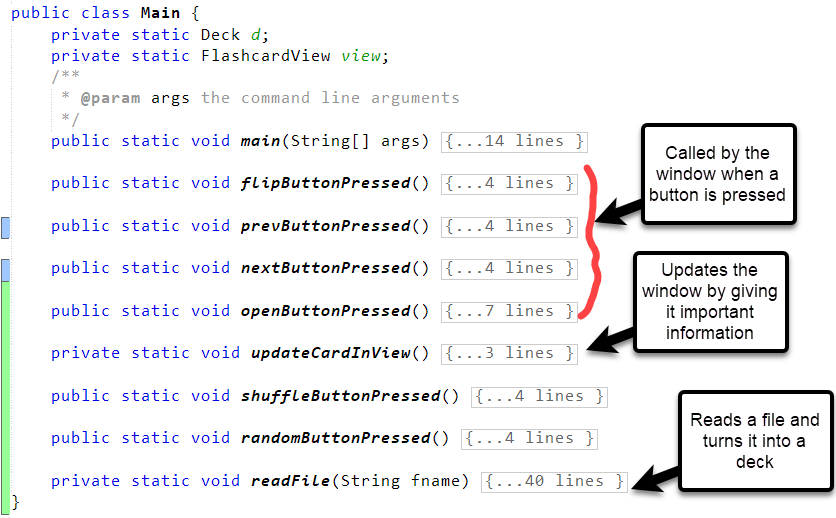 public class Main {
private static Deck d;
private static FlashcardView view;
/**
* @param args the command line arguments
*/
public static void main(String[] args) {...14 lines }
public static void flipButtonPressed() {...4 lines }
public static void prevButtonPressed() {...4 lines }
public static void nextButtonPressed() {...4 lines }
public static void openButtonPressed() {...7 lines }
private static void updateCardInView() {...3 lines }
public static void shuffleButtonPressed() {...4 lines }
public static void randomButtonPressed() {...4 lines }
private static void readFile(String fname) {...40 lines }
}
Called by the
window when a
button is pressed
Updates the
window by giving
it important
information
Reads a file and
turns it into a
deck